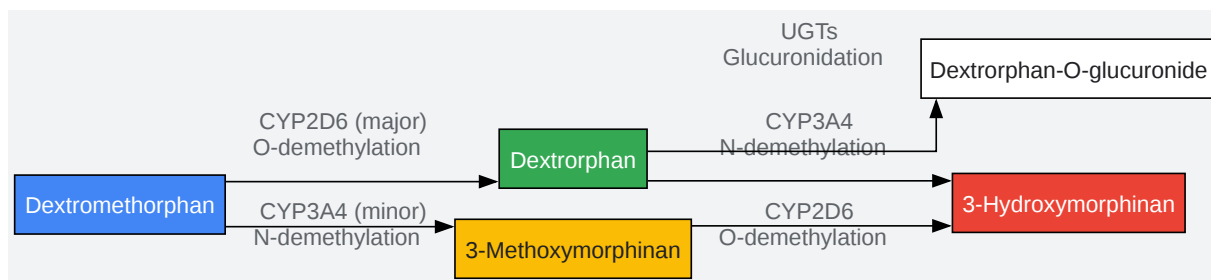 UGTs
Glucuronidation
Dextrorphan-O-glucuronide
CYP2D6 (major)
O-demethylation
CYP3A4
N-demethylation
Dextrorphan
Dextromethorphan
3-Hydroxymorphinan
CYP3A4 (minor)
N-demethylation
3-Methoxymorphinan
CYP2D6
O-demethylation